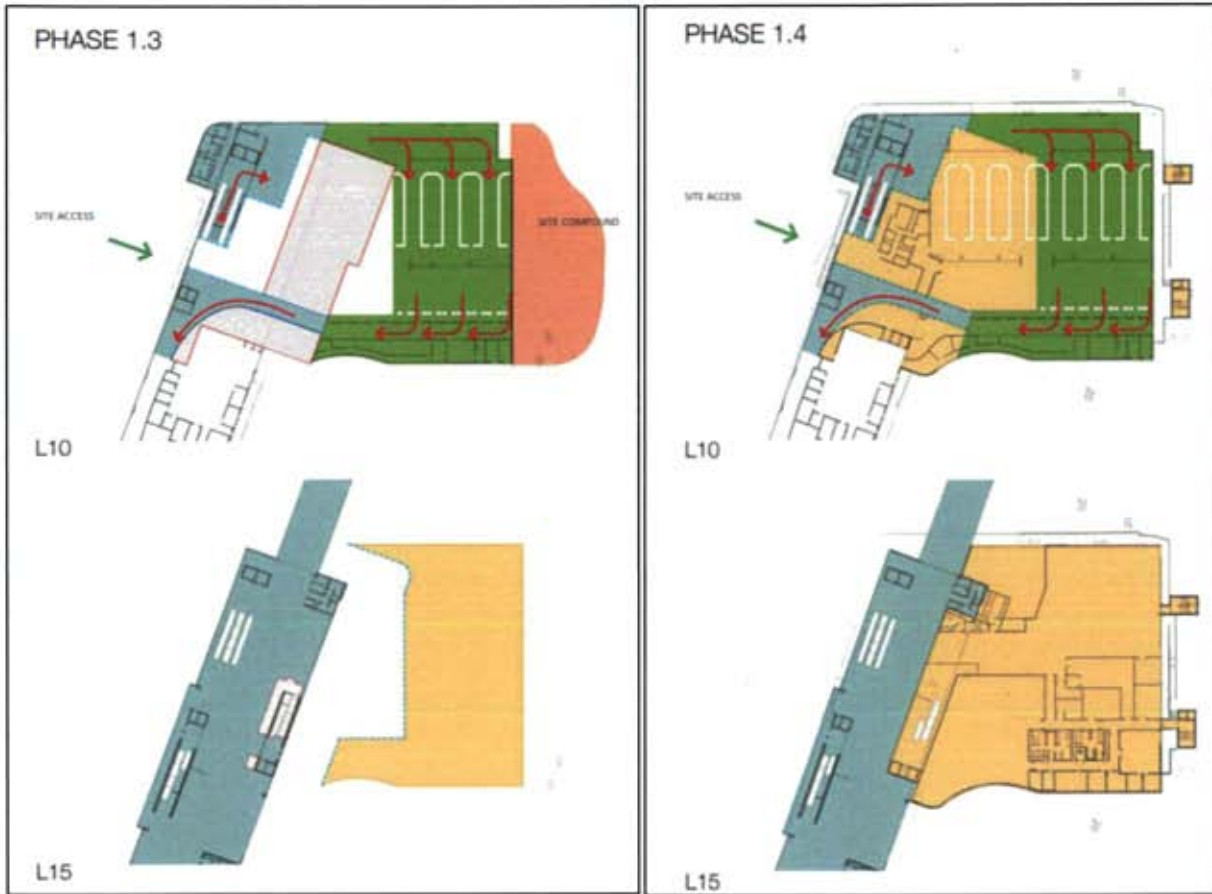 PHASE 1.3
SITE ACCESS
SITE COMPOUND
L10
L15
PHASE 1.4
SITE ACCESS
L10
L15